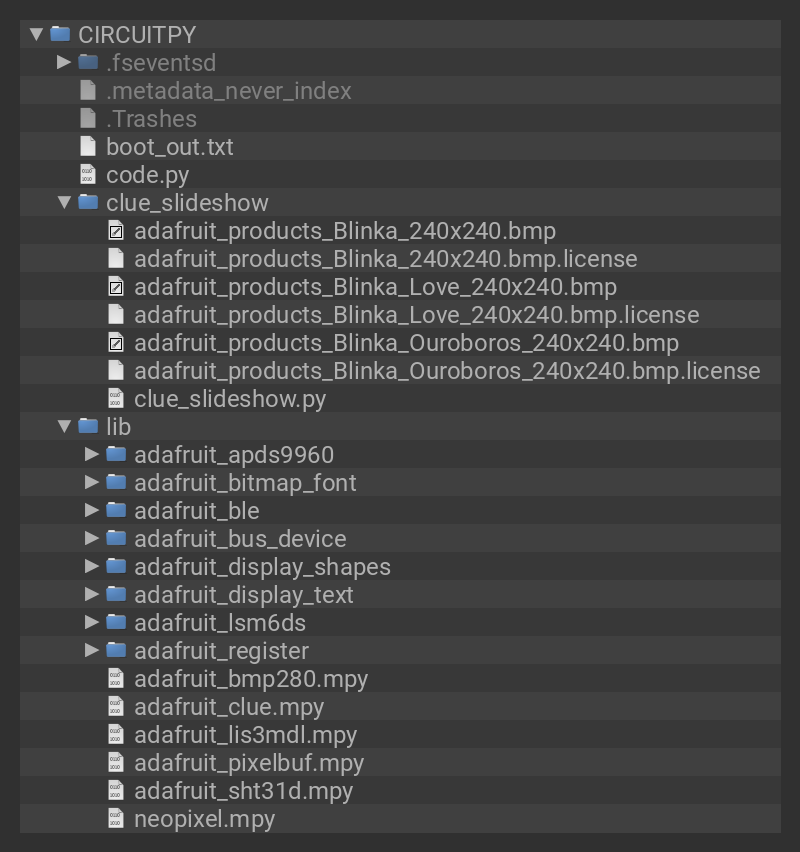 CIRCUITPY
.fseventsd
.metadata_never_index
.Trashes
boot_out.txt
code.py
clue_slideshow
adafruit_products_Blinka_240x240.bmp
adafruit_products_Blinka_240x240.bmp.license
adafruit_products_Blinka_Love_240x240.bmp
adafruit_products_Blinka_Love_240x240.bmp.license
adafruit_products_Blinka_Ouroboros_240x240.bmp
adafruit_products_Blinka_Ouroboros_240x240.bmp.license
clue_slideshow.py
lib
adafruit_apds9960
adafruit_bitmap_font
adafruit_ble
adafruit_bus_device
adafruit_display_shapes
adafruit_display_text
adafruit_lsm6ds
adafruit_register
adafruit_bmp280.mpy
adafruit_clue.mpy
adafruit_lis3mdl.mpy
adafruit_pixelbuf.mpy
adafruit_sht31d.mpy
neopixel.mpy